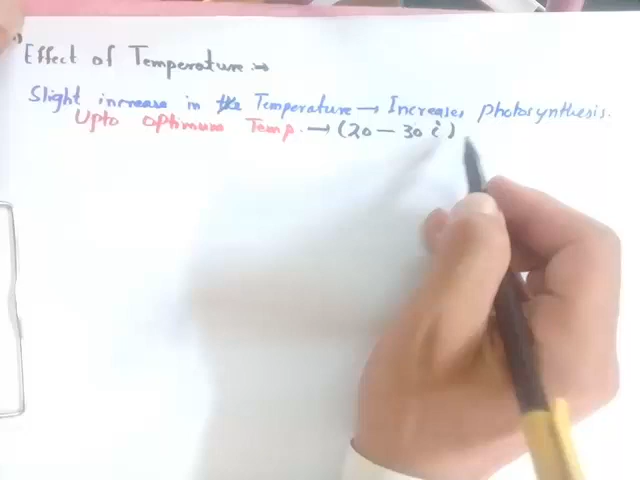 Effect of Temperature:→
Slight increase in the Temperature → Increases photosynthesis.
Upto optimum Temp. → (20 – 30 c̊)